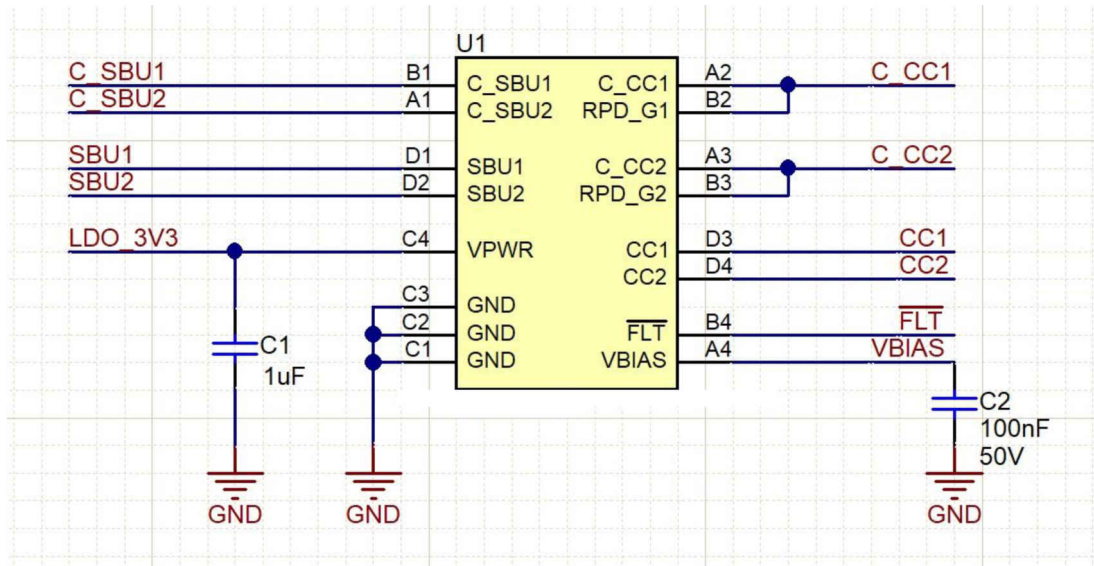 U1
C_SBU1 B1 C_SBU1 C_CC1 A2 C_CC1
C_SBU2 A1 C_SBU2 RPD_G1 B2
SBU1 D1 SBU1 C_CC2 A3 C_CC2
SBU2 D2 SBU2 RPD_G2 B3
LDO_3V3 C4 VPWR CC1 D3 CC1
CC2 D4 CC2
C3 GND
C2 GND FLT B4 FLT
C1 GND VBIAS A4 VBIAS
C1
1uF
C2
100nF
50V
GND GND GND